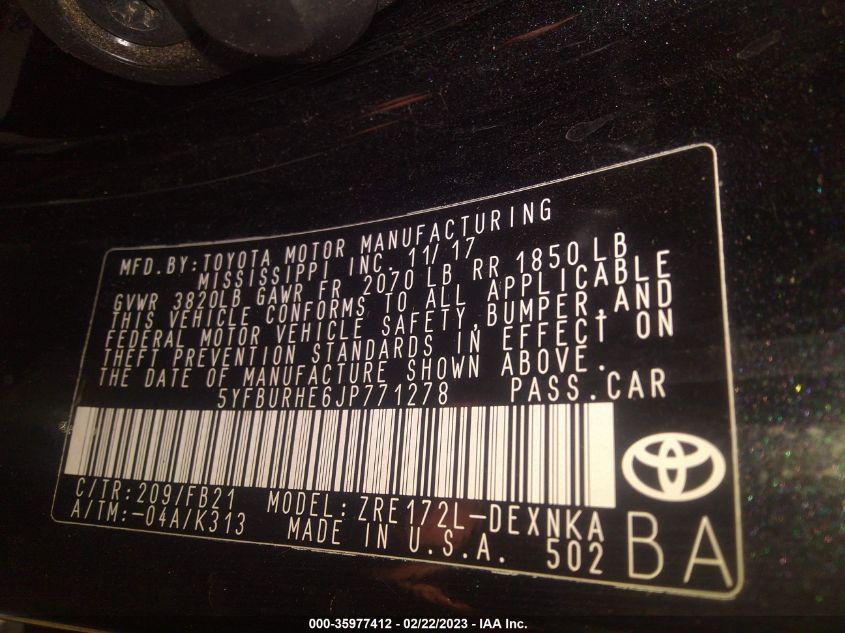 MFD.BY:TOYOTA MOTOR MANUFACTURING
MISSISSIPPI INC. 11/17
GVWR 3820LB GAWR FR 2070 LB RR 1850LB
THIS VEHICLE CONFORMS TO ALL APPLICABLE
FEDERAL MOTOR VEHICLE SAFETY,BUMPER,AND
THEFT PREVENTION STANDARDS IN EFFECT ON
THE DATE OF MANUFACTURE SHOWN ABOVE.
5YFBURHE6JP771278 PASS.CAR
C/TR:209/FB21 MODEL:ZRE172L-DEXNKA
A/TM:-04A/K313 MADE IN U.S.A. 502 BA
000-35977412 - 02/22/2023 - IAA Inc.